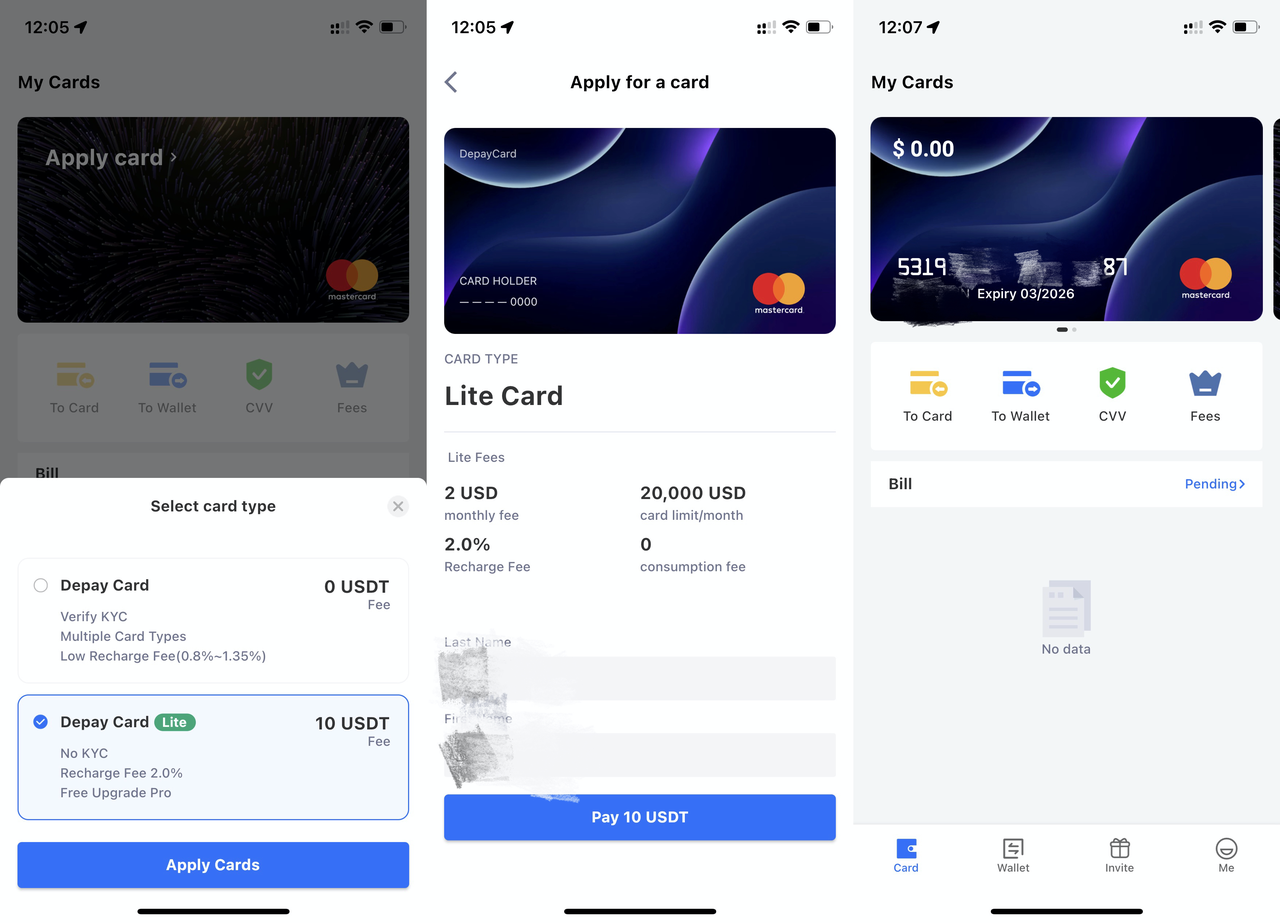 12:05
My Cards
Apply card ›
mastercard
To Card
To Wallet
CVV
Fees
Bill
Select card type
Depay Card
0 USDT
Fee
Verify KYC
Multiple Card Types
Low Recharge Fee(0.8%~1.35%)
Depay Card Lite
10 USDT
Fee
No KYC
Recharge Fee 2.0%
Free Upgrade Pro
Apply Cards
12:05
Apply for a card
DepayCard
CARD HOLDER
— — — — 0000
mastercard
CARD TYPE
Lite Card
Lite Fees
2 USD
20,000 USD
monthly fee
card limit/month
2.0%
0
Recharge Fee
consumption fee
Last Name
First Name
Pay 10 USDT
12:07
My Cards
$ 0.00
5319 87
Expiry 03/2026
mastercard
To Card
To Wallet
CVV
Fees
Bill
Pending›
No data
Card
Wallet
Invite
Me